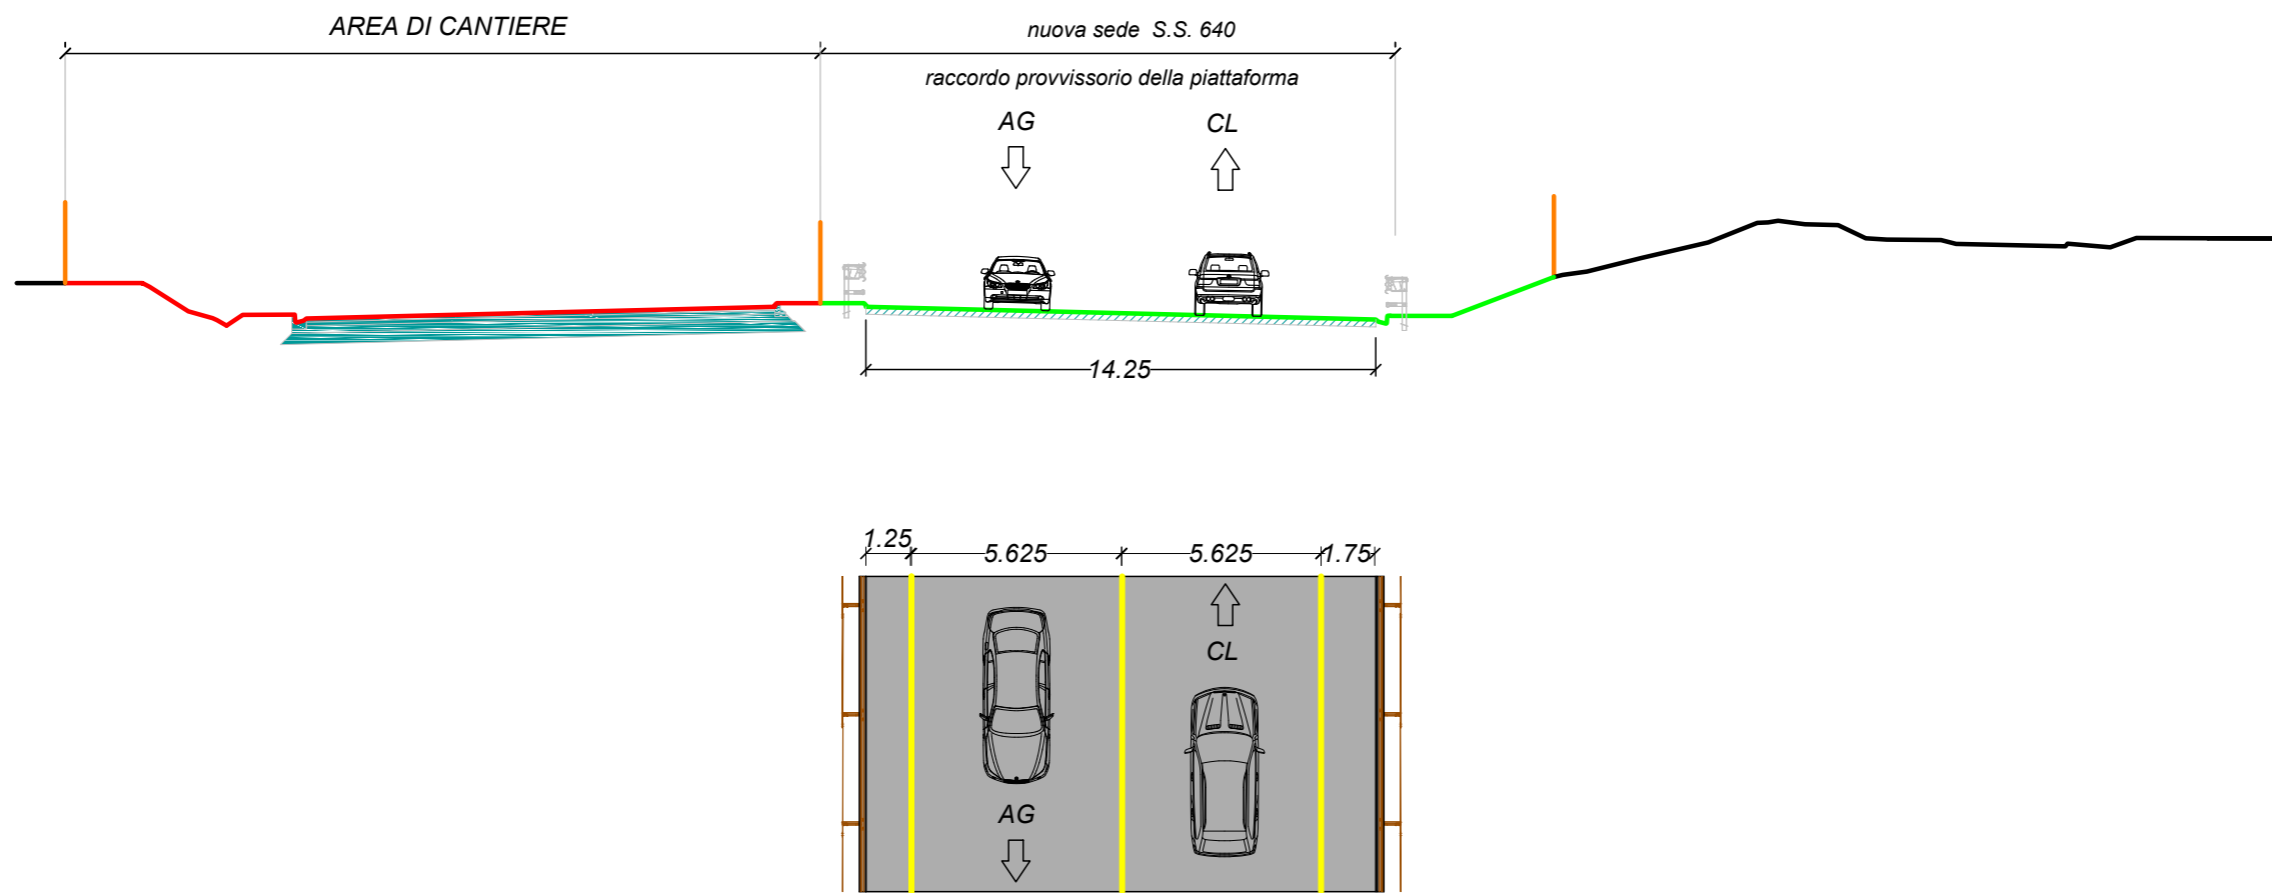 AREA DI CANTIERE
nuova sede S.S. 640
raccordo provvissorio della piattaforma
AG
CL
14.25
1.25
5.625
5.625
1.75
CL
AG